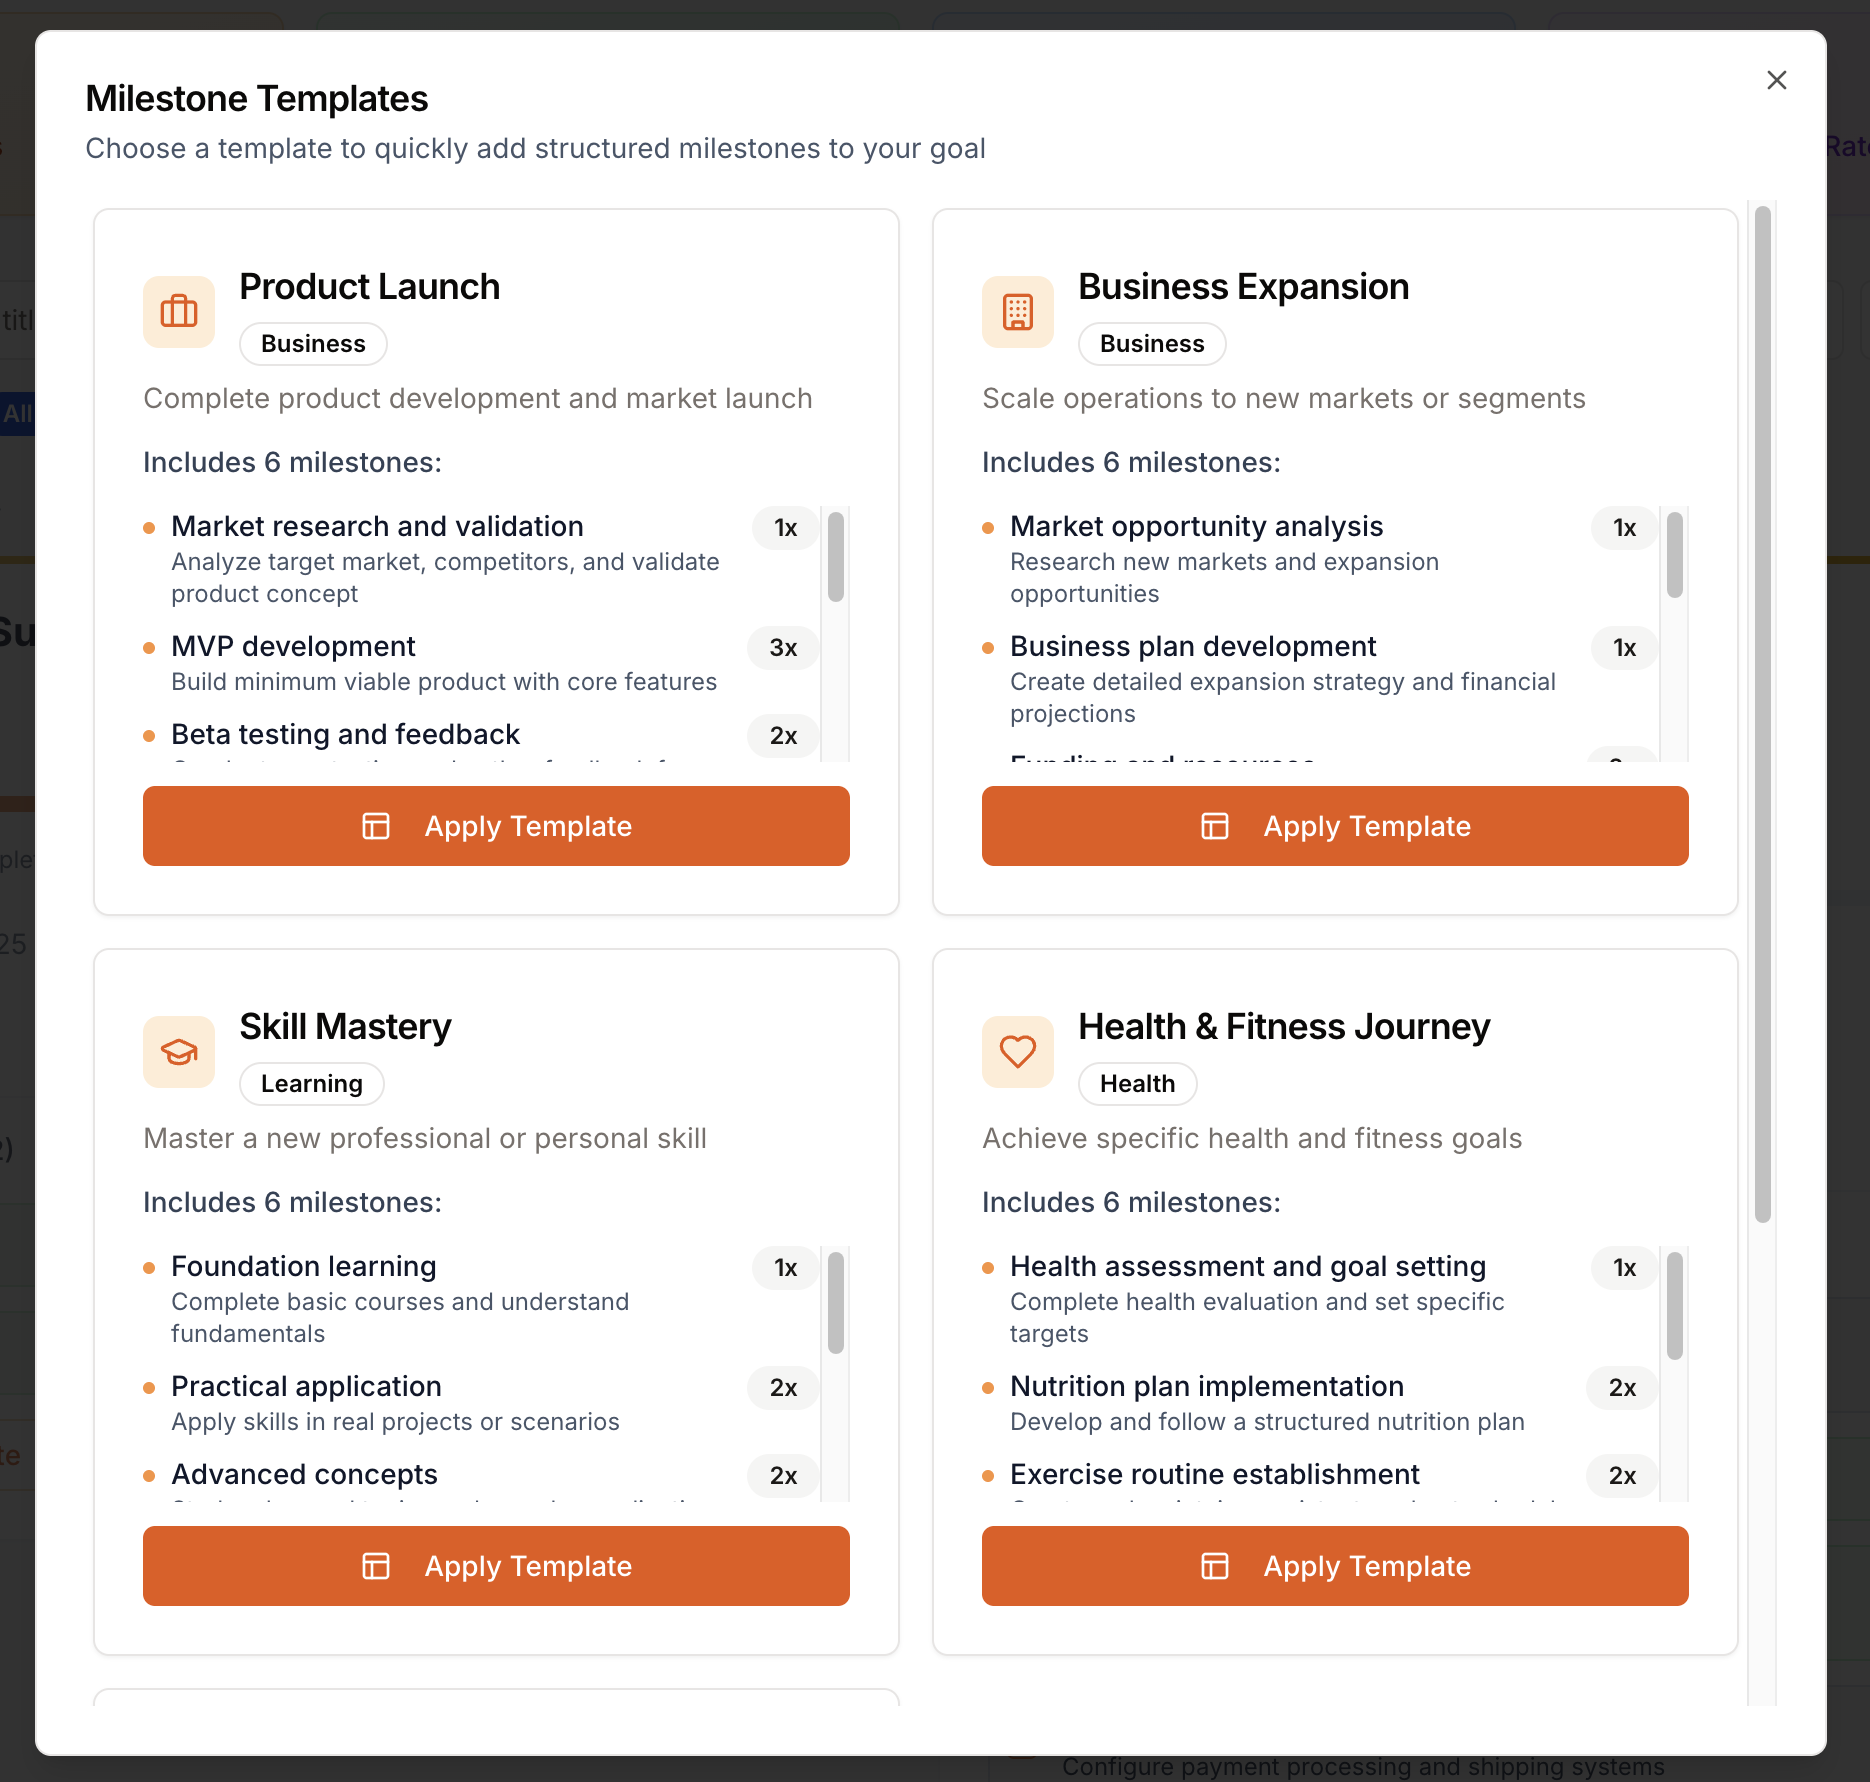 Milestone Templates
Choose a template to quickly add structured milestones to your goal
Product Launch
Business
Complete product development and market launch
Includes 6 milestones:
Market research and validation
1x
Analyze target market, competitors, and validate
product concept
MVP development
3x
Build minimum viable product with core features
Beta testing and feedback
2x
Apply Template
Business Expansion
Business
Scale operations to new markets or segments
Includes 6 milestones:
Market opportunity analysis
1x
Research new markets and expansion
opportunities
Business plan development
1x
Create detailed expansion strategy and financial
projections
Funding and resources
Apply Template
Skill Mastery
Learning
Master a new professional or personal skill
Includes 6 milestones:
Foundation learning
1x
Complete basic courses and understand
fundamentals
Practical application
2x
Apply skills in real projects or scenarios
Advanced concepts
2x
Apply Template
Health & Fitness Journey
Health
Achieve specific health and fitness goals
Includes 6 milestones:
Health assessment and goal setting
1x
Complete health evaluation and set specific
targets
Nutrition plan implementation
2x
Develop and follow a structured nutrition plan
Exercise routine establishment
2x
Apply Template
All
25
Configure payment processing and shipping systems